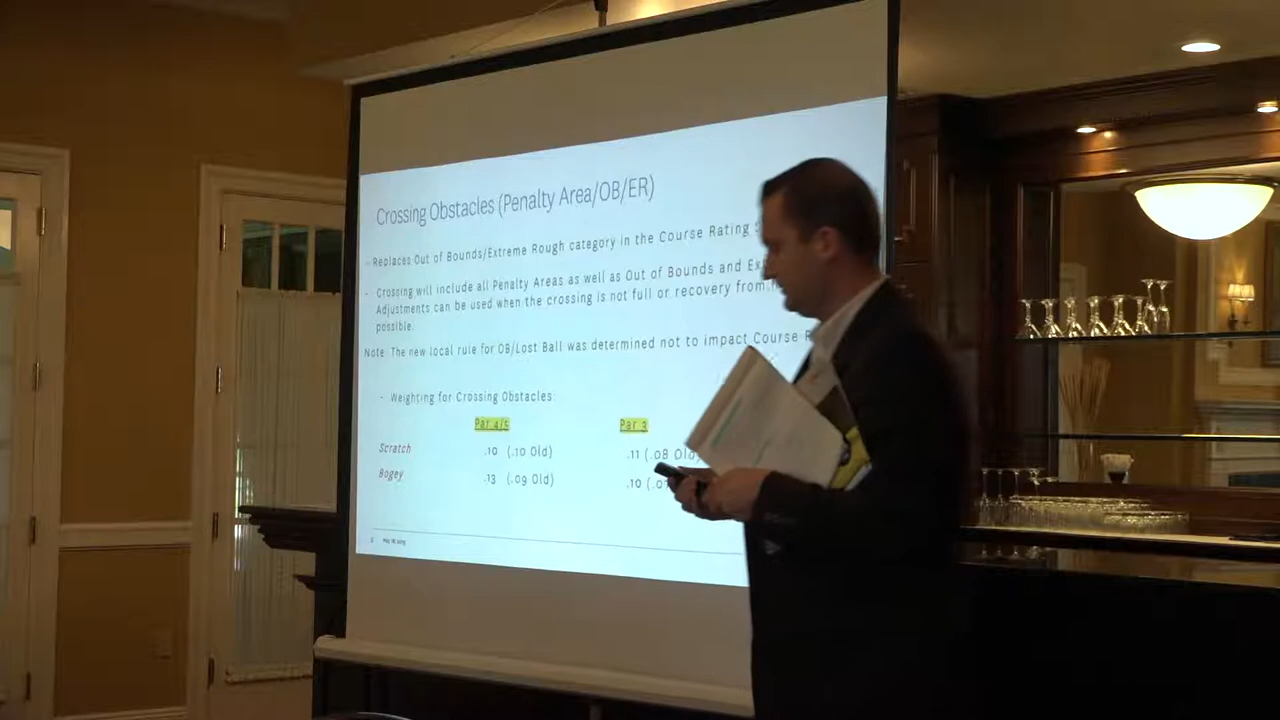 Crossing Obstacles (Penalty Area/OB/ER)
- Replaces Out of Bounds/Extreme Rough category in the Course Rating
- Crossing will include all Penalty Areas as well as Out of Bounds and
Adjustments can be used when the crossing is not full or recovery from
possible.
Note: The new local rule for OB/Lost Ball was determined not to impact Course
- Weighting for Crossing Obstacles:
Par 4/5 Par 3
Scratch .10 (.10 Old) .11 (.08 Old)
Bogey .13 (.09 Old) .10